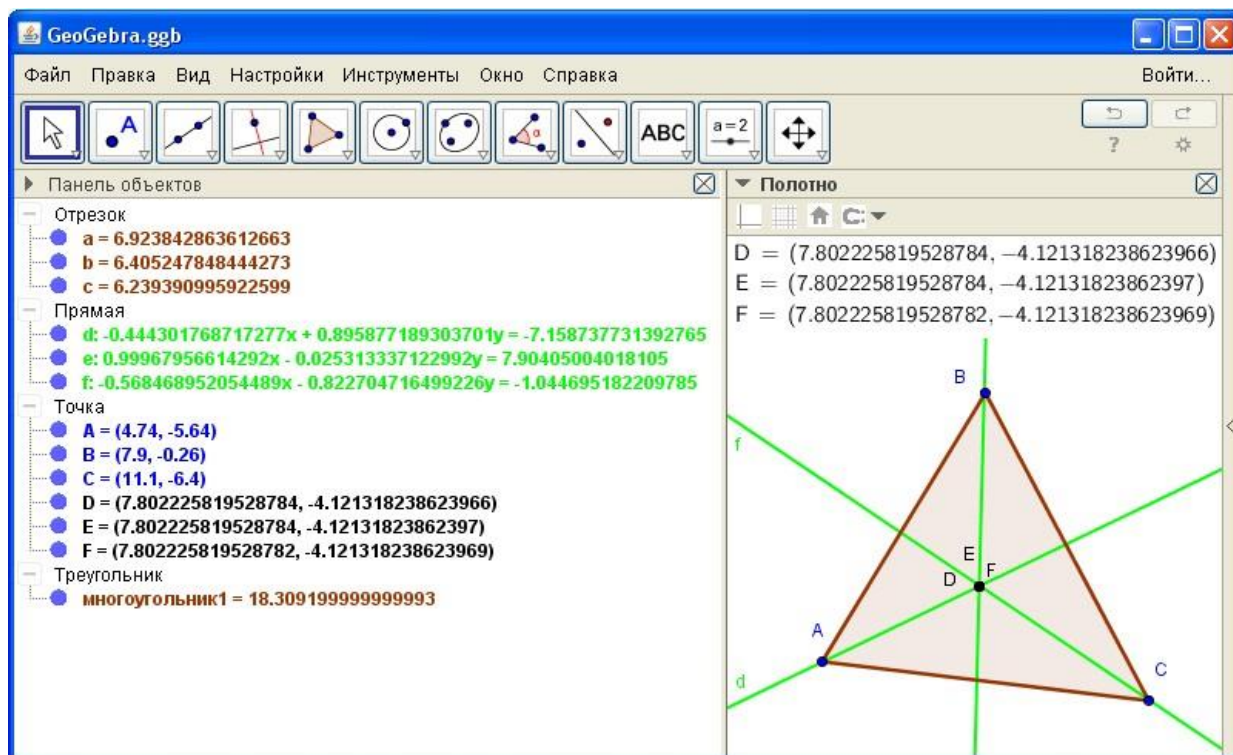 GeoGebra.ggb
Файл Правка Вид Настройки Инструменты Окно Справка Войти...
A α ABC a=2 ?
Панель объектов
Отрезок
a = 6.923842863612663
b = 6.405247848444273
c = 6.239390995922599
Прямая
d: -0.444301768717277x + 0.895877189303701y = -7.158737731392765
e: 0.99967956614292x - 0.025313337122992y = 7.90405004018105
f: -0.568468952054489x - 0.822704716499226y = -1.044695182209785
Точка
A = (4.74, -5.64)
B = (7.9, -0.26)
C = (11.1, -6.4)
D = (7.802225819528784, -4.121318238623966)
E = (7.802225819528784, -4.12131823862397)
F = (7.802225819528782, -4.121318238623969)
Треугольник
многоугольник1 = 18.309199999999993
Полотно
D = (7.802225819528784, −4.121318238623966)
E = (7.802225819528784, −4.12131823862397)
F = (7.802225819528782, −4.121318238623969)
B
f
E
D F
A
C
d